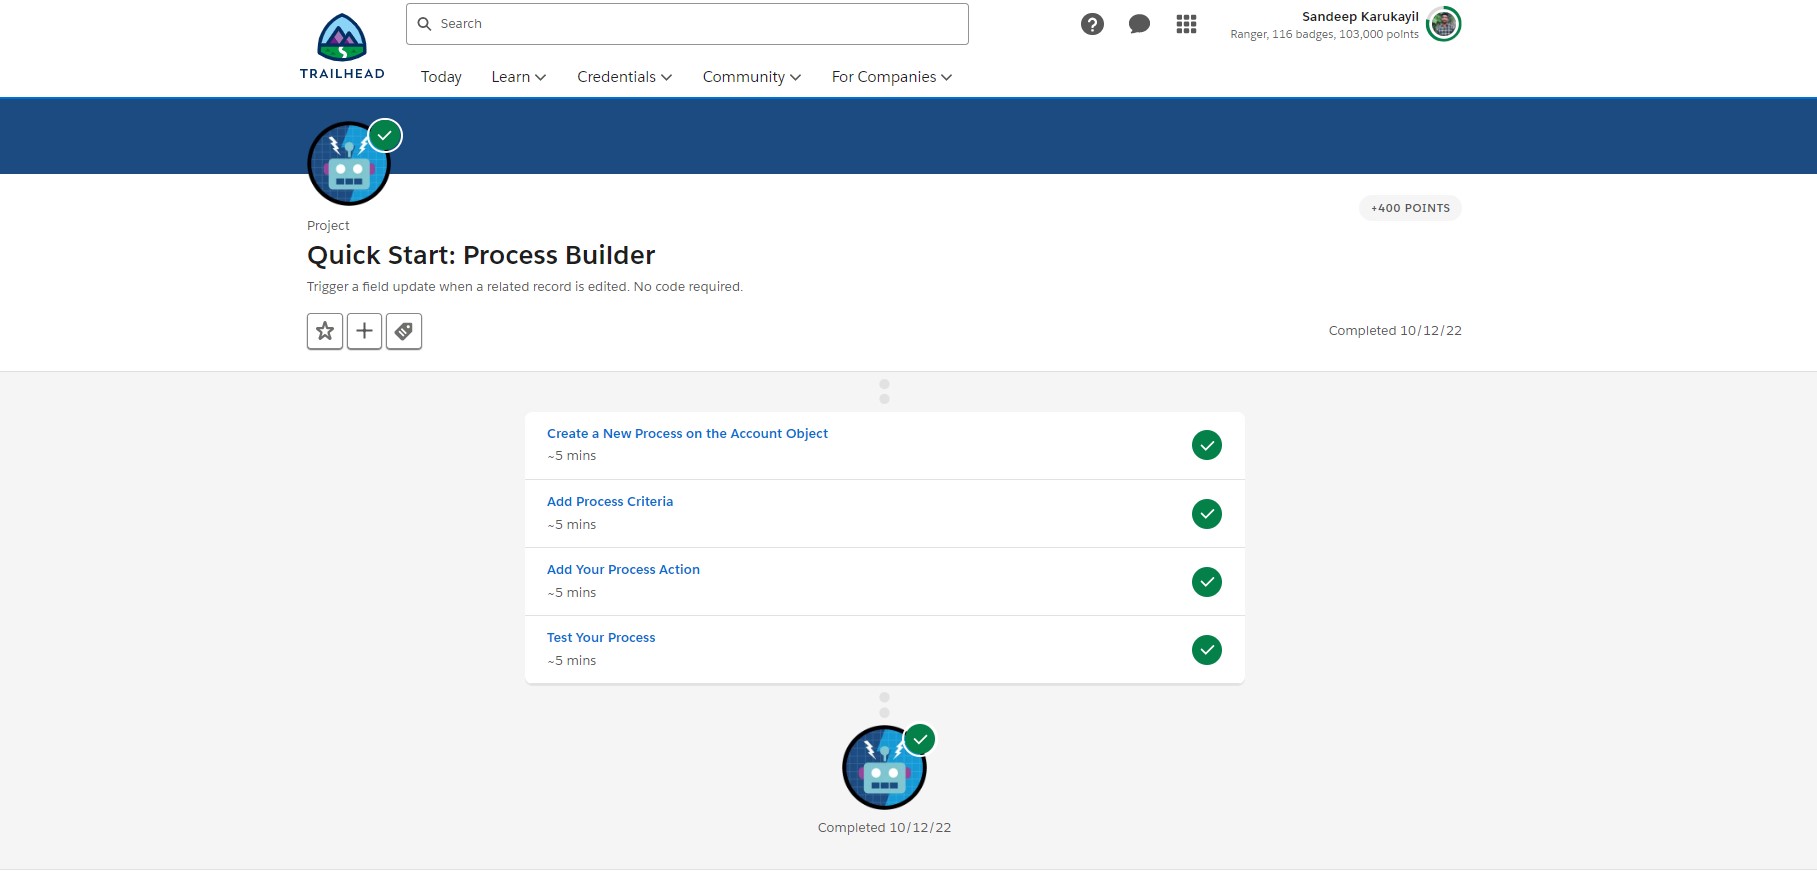 TRAILHEAD
Search
Sandeep Karukayil
Ranger, 116 badges, 103,000 points
Today Learn Credentials Community For Companies
+400 POINTS
Project
Quick Start: Process Builder
Trigger a field update when a related record is edited. No code required.
Completed 10/12/22
Create a New Process on the Account Object
~5 mins
Add Process Criteria
~5 mins
Add Your Process Action
~5 mins
Test Your Process
~5 mins
Completed 10/12/22